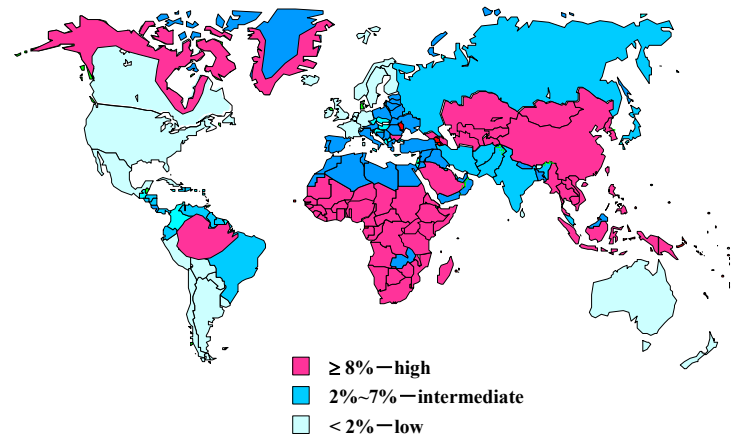 ≥ 8%—high
2%~7%—intermediate
< 2%—low